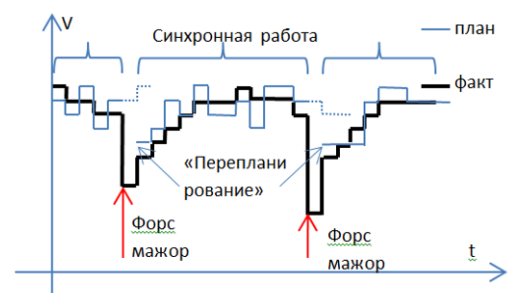 V
план
Синхронная работа
факт
«Переплани
рование»
Форс
мажор
Форс
мажор
t